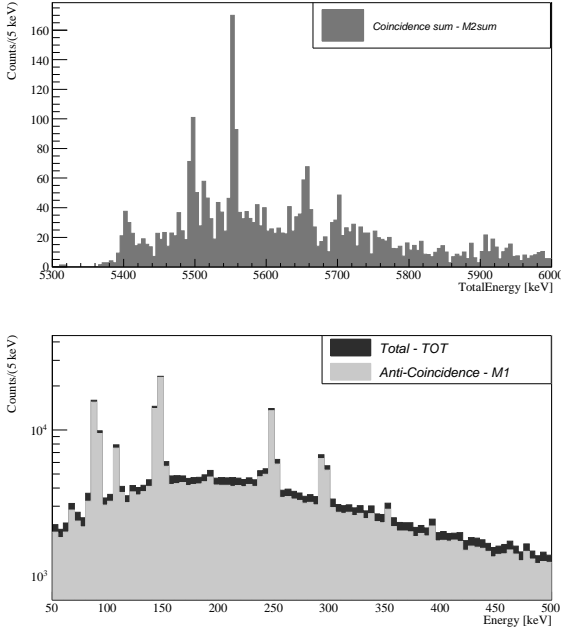 Counts/(5 keV)
160
140
120
100
80
60
40
20
0
Coincidence sum - M2sum
5300 5400 5500 5600 5700 5800 5900 6000
TotalEnergy [keV]
Counts/(5 keV)
10⁴
10³
Total - TOT
Anti-Coincidence - M1
50 100 150 200 250 300 350 400 450 500
Energy [keV]